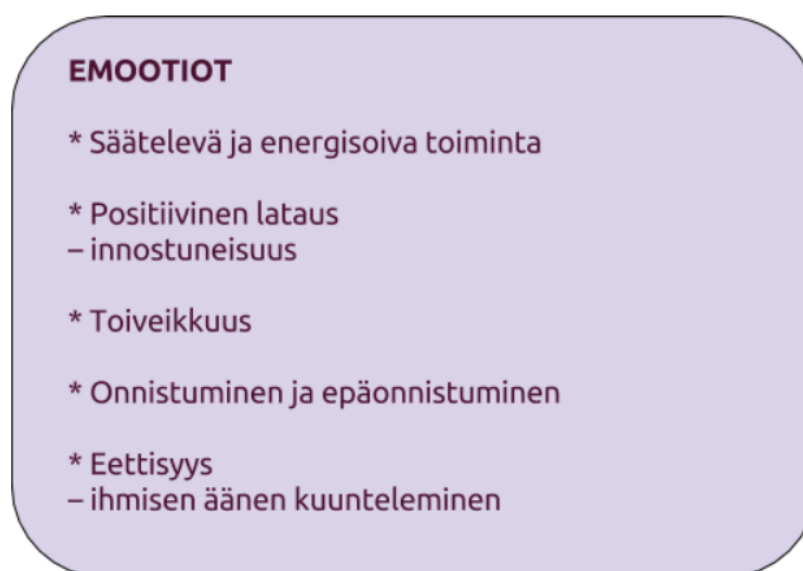 EMOOTIOT
* Säätelevä ja energisoiva toiminta
* Positiivinen lataus
– innostuneisuus
* Toiveikkuus
* Onnistuminen ja epäonnistuminen
* Eettisyys
– ihmisen äänen kuunteleminen